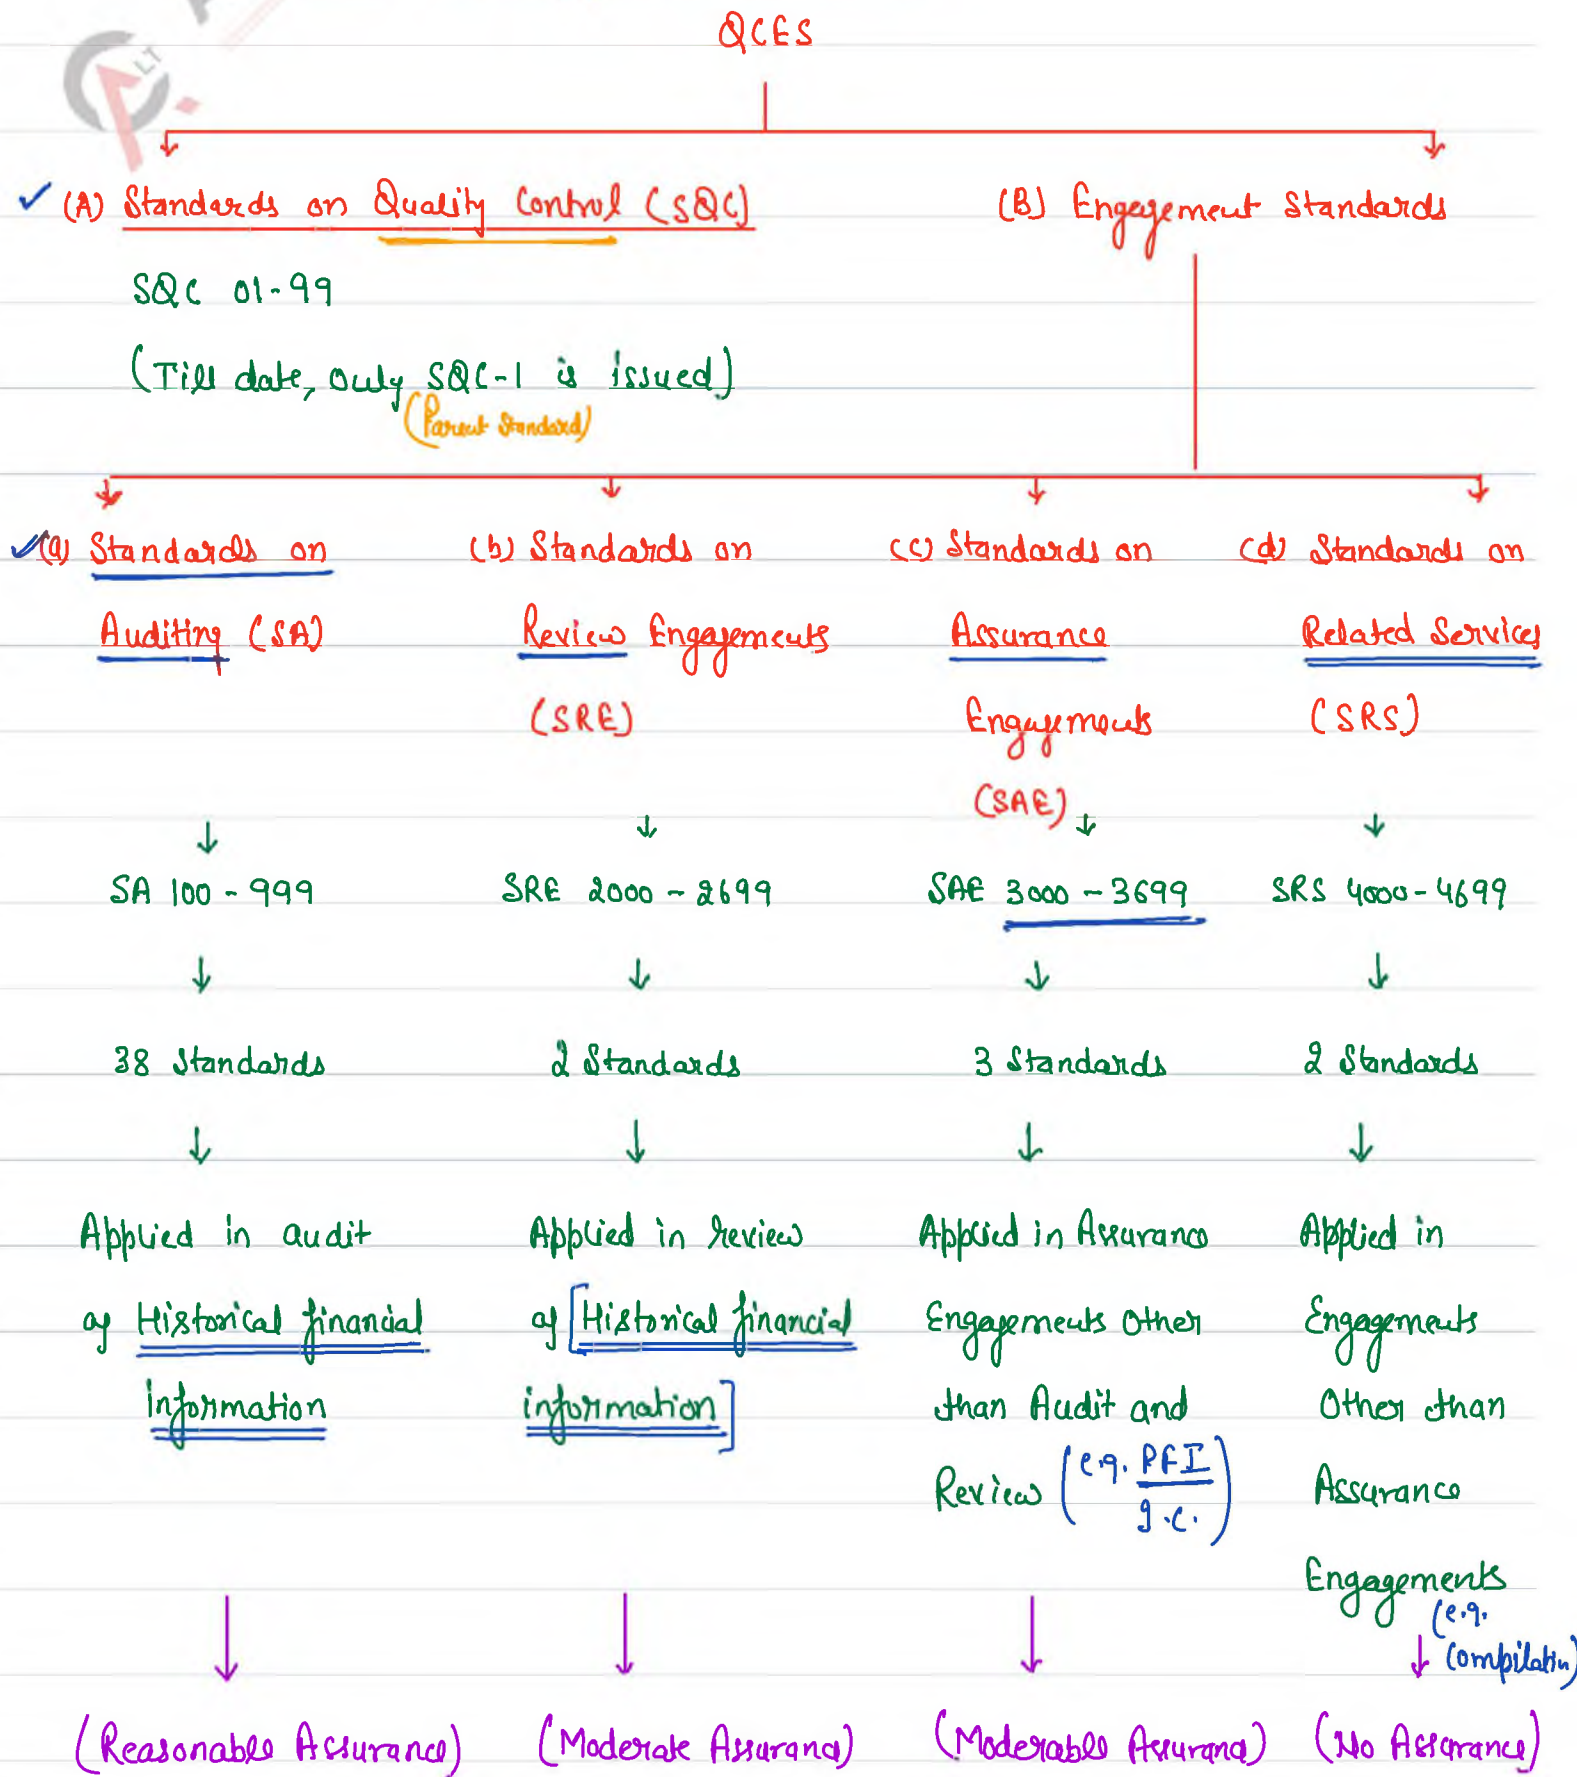 LT
QCES
(A) Standards on Quality Control (SQC)
(B) Engagement Standards
SQC 01-99
(Till date, only SQC-1 is issued)
(Parent Standard)
(a) Standards on
Auditing (SA)
(b) Standards on
Review Engagements
(SRE)
(c) Standards on
Assurance
Engagements
(SAE)
(d) Standards on
Related Services
(SRS)
SA 100 - 999
SRE 2000 - 2699
SAE 3000 - 3699
SRS 4000 - 4699
38 Standards
2 Standards
3 Standards
2 Standards
Applied in audit
of Historical financial
information
Applied in review
of [Historical financial
information]
Applied in Assurance
Engagements Other
than Audit and
Review (e.g. PFI
I.C.)
Applied in
Engagements
Other than
Assurance
Engagements
(e.g.
Compilatin)
(Reasonable Assurance)
(Moderate Assurance)
(Moderable Assurance)
(No Assurance)